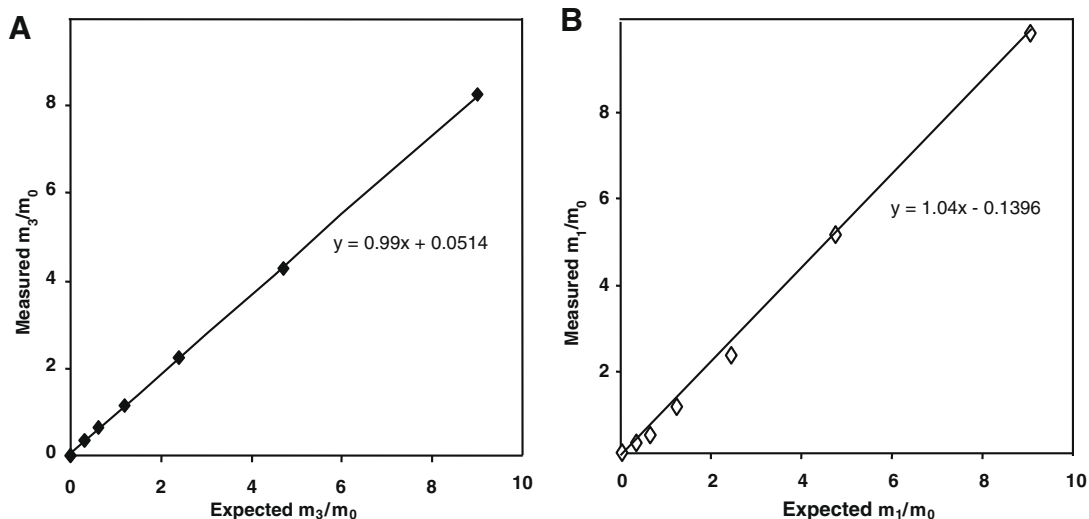 A
8
6
4
2
0
Measured m3/m0
y = 0.99x + 0.0514
0 2 4 6 8 10
Expected m3/m0
B
8
6
4
2
Measured m1/m0
y = 1.04x - 0.1396
0 2 4 6 8 10
Expected m1/m0